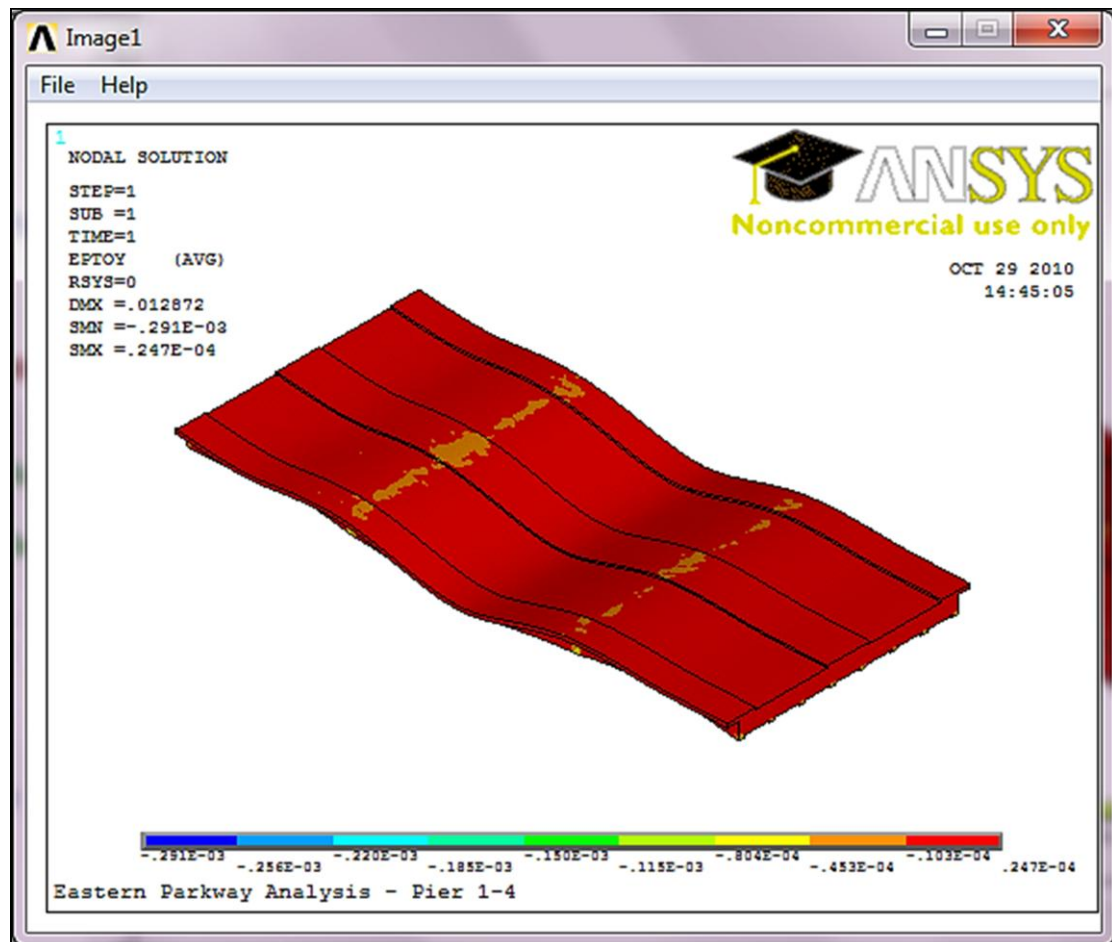 Image1
File Help
1
NODAL SOLUTION
STEP=1
SUB =1
TIME=1
EPTOY (AVG)
RSYS=0
DMX =.012872
SMN =-.291E-03
SMX =.247E-04
ANSYS
Noncommercial use only
OCT 29 2010
14:45:05
-.291E-03 -.220E-03 -.150E-03 -.804E-04 -.103E-04
-.256E-03 -.185E-03 -.115E-03 -.453E-04 .247E-04
Eastern Parkway Analysis - Pier 1-4